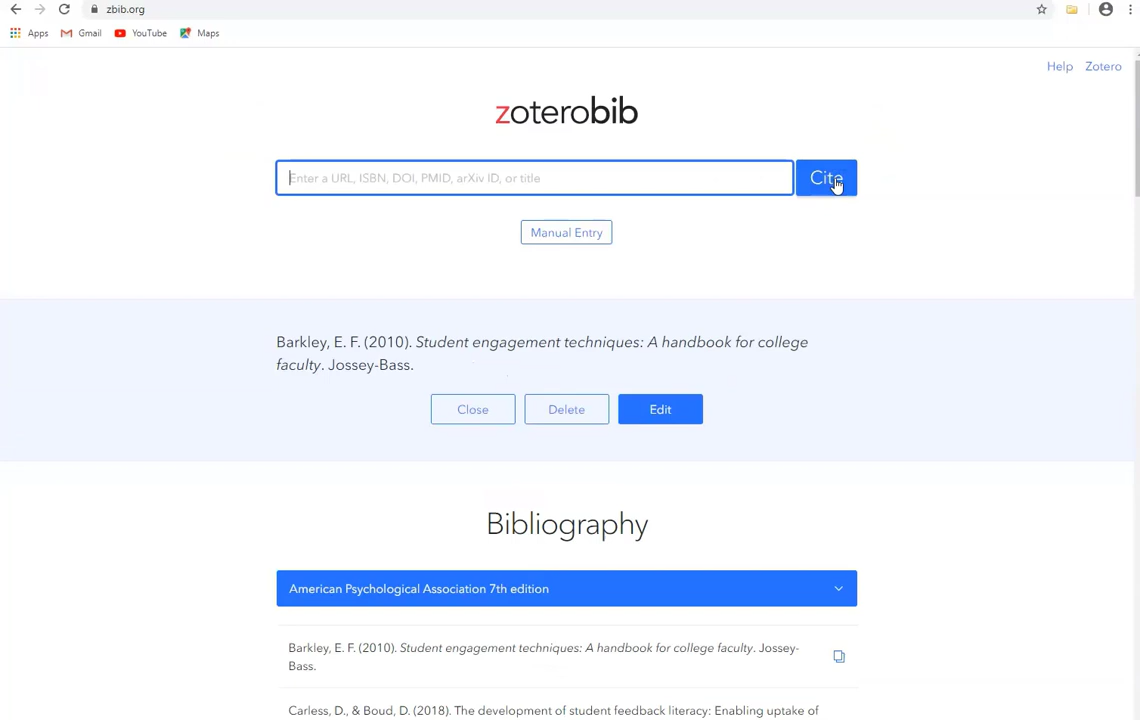 zbib.org
Apps Gmail YouTube Maps
Help Zotero
zoterobib
Enter a URL, ISBN, DOI, PMID, arXiv ID, or title
Cite
Manual Entry
Barkley, E. F. (2010). Student engagement techniques: A handbook for college
faculty. Jossey-Bass.
Close Delete Edit
Bibliography
American Psychological Association 7th edition
Barkley, E. F. (2010). Student engagement techniques: A handbook for college faculty. Jossey-
Bass.
Carless, D., & Boud, D. (2018). The development of student feedback literacy: Enabling uptake of